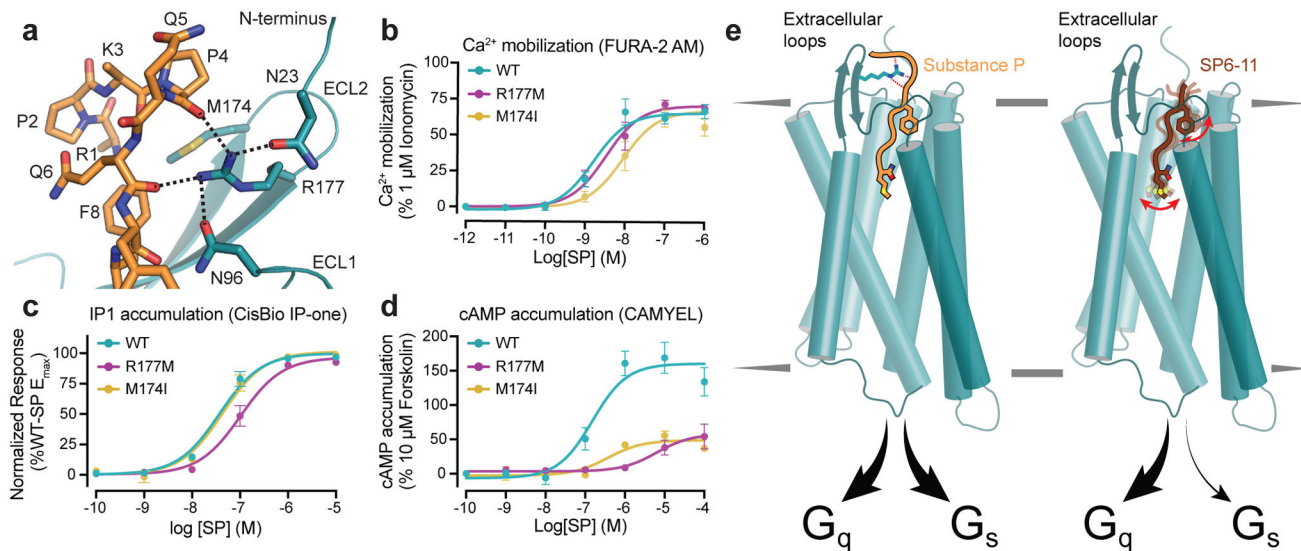 a
Q5
N-terminus
K3
P4
N23
ECL2
M174
P2
R1
Q6
R177
F8
ECL1
N96
b
Ca²⁺ mobilization (FURA-2 AM)
WT
R177M
M174I
Ca²⁺ mobilization
(% 1 µM Ionomycin)
100
75
50
25
0
-12 -11 -10 -9 -8 -7 -6
Log[SP] (M)
c
IP1 accumulation (CisBio IP-one)
WT
R177M
M174I
Normalized Response
(%WT-SP Eₘₐₓ)
100
75
50
25
0
-10 -9 -8 -7 -6 -5
log [SP] (M)
d
cAMP accumulation (CAMYEL)
WT
R177M
M174I
cAMP accumulation
(% 10 µM Forskolin)
200
150
100
50
0
-10 -9 -8 -7 -6 -5 -4
Log[SP] (M)
e
Extracellular
loops
Substance P
Gq
Gs
Extracellular
loops
SP6-11
Gq
Gs